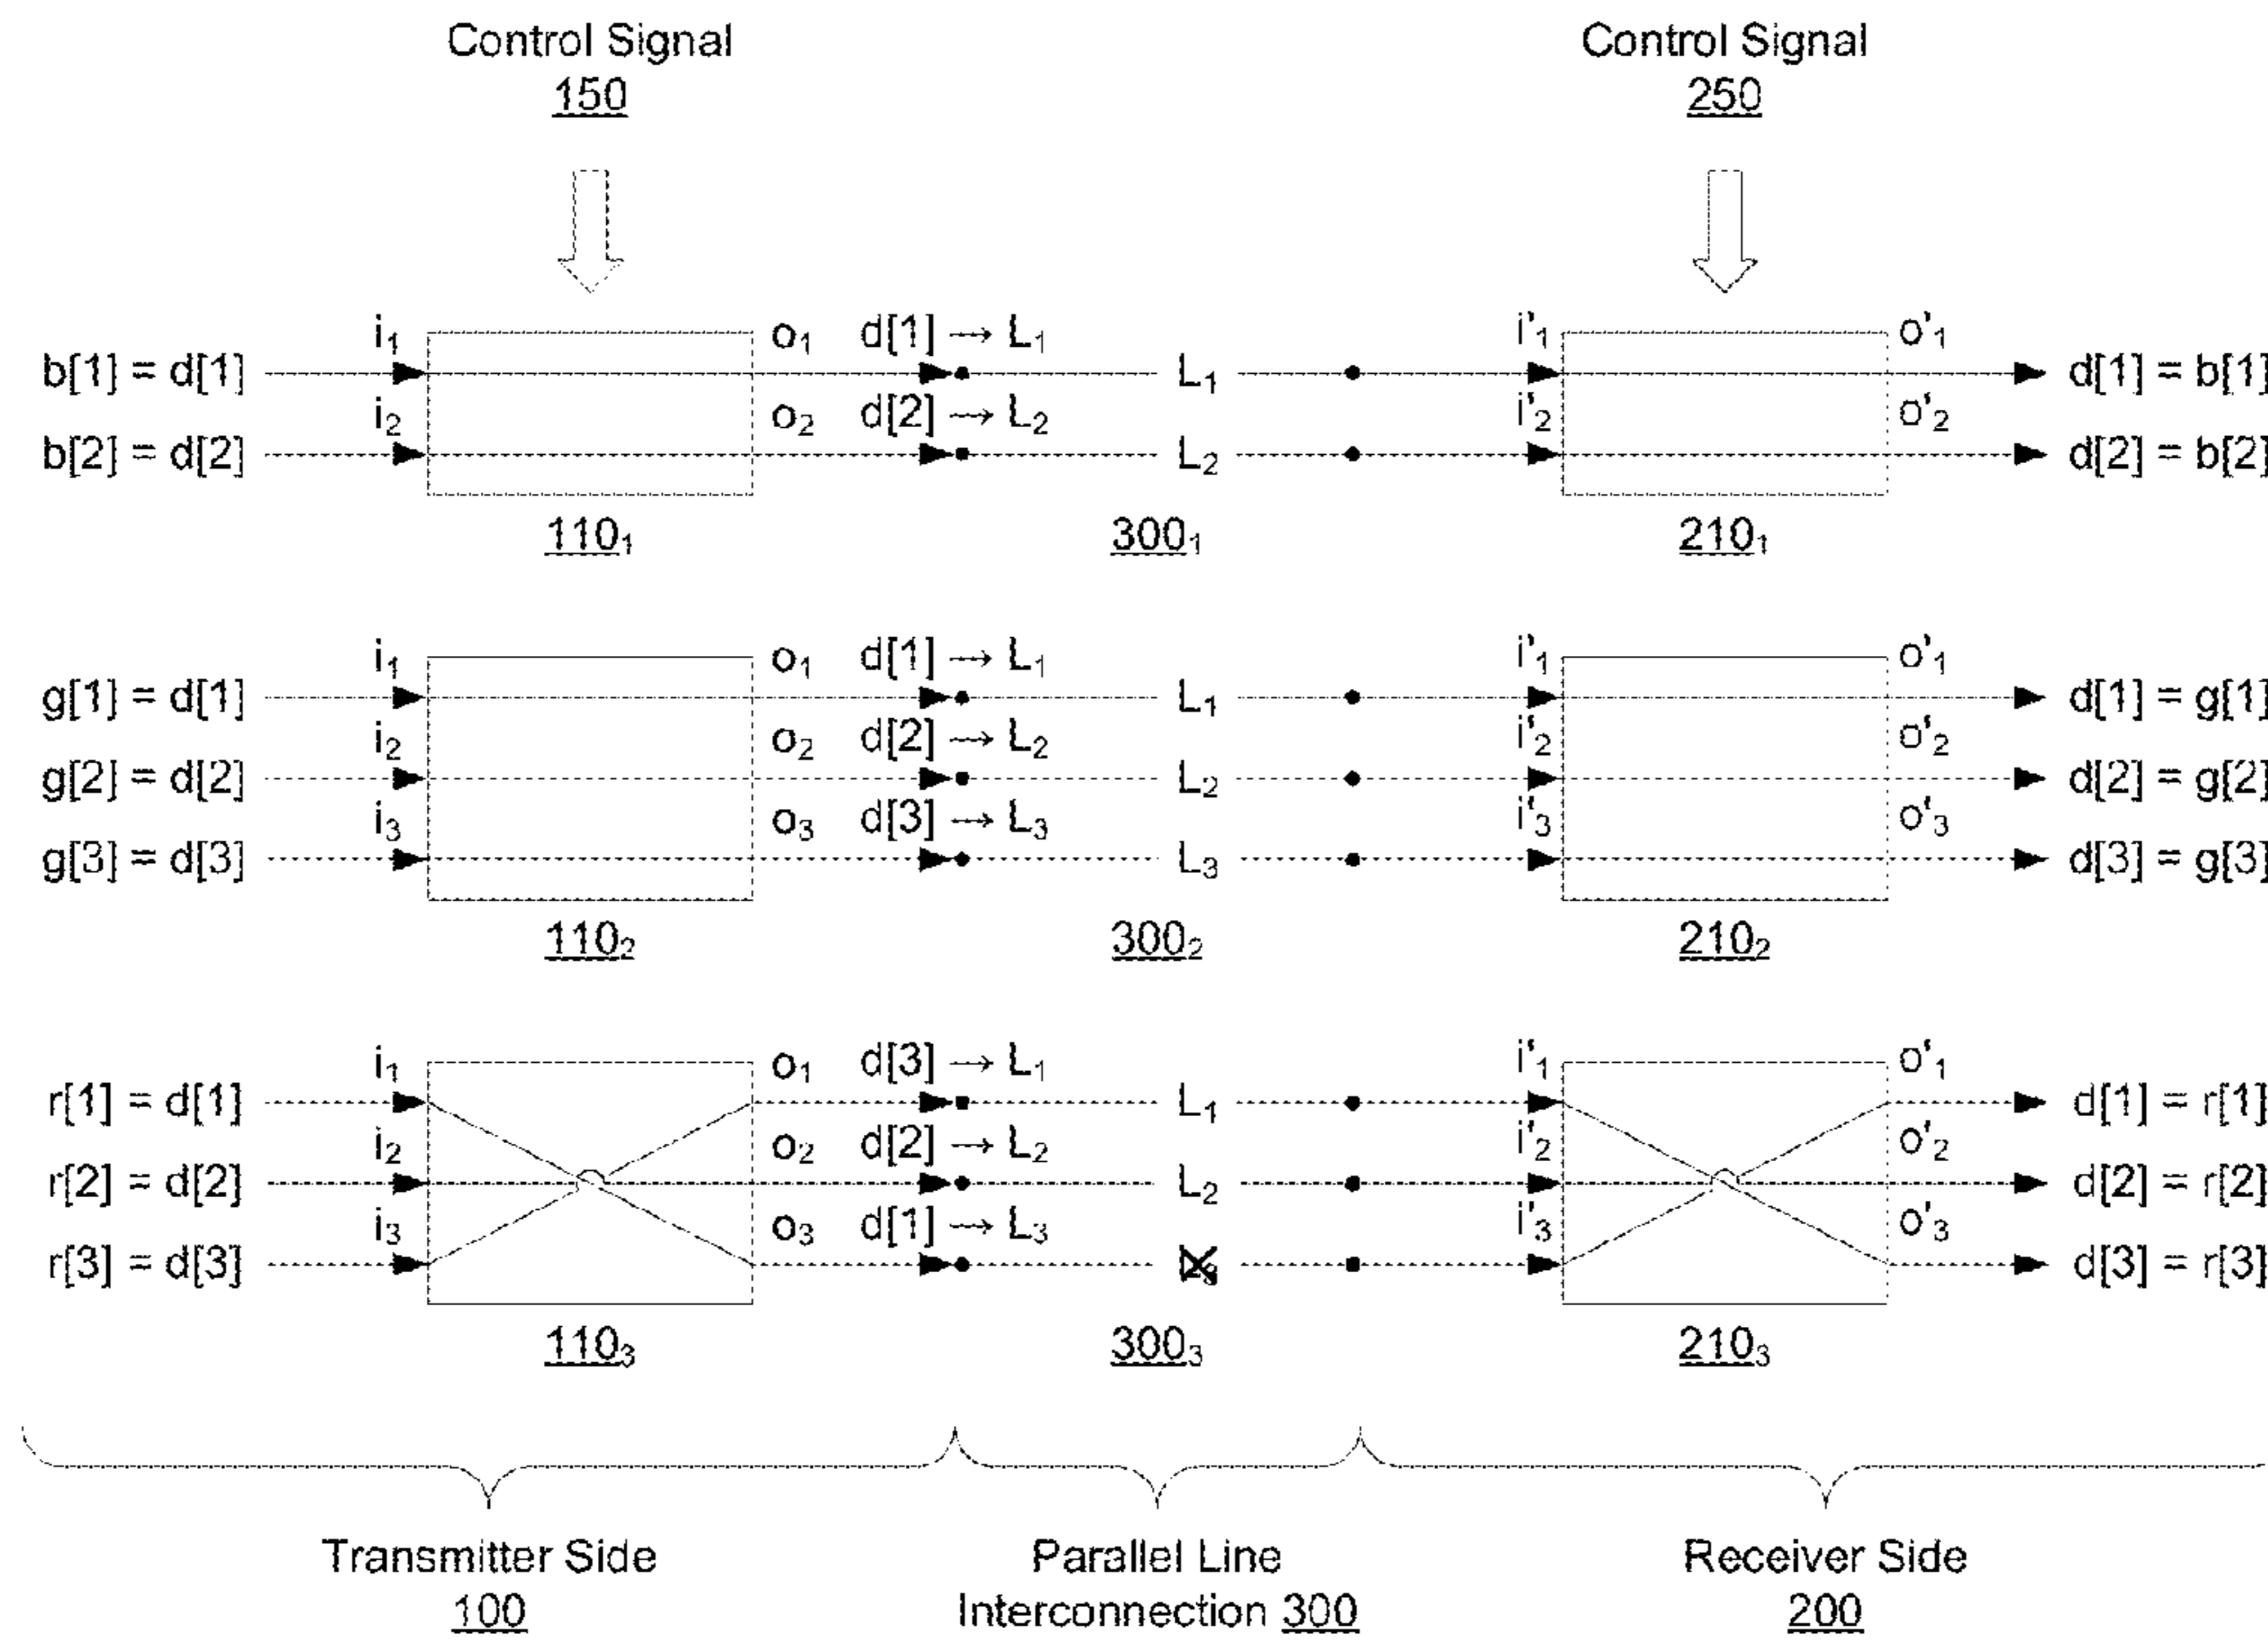 Control Signal Control Signal
150 250
i₁ o₁ d[1] → L₁ i'₁ o'₁
b[1] = d[1] L₁ d[1] = b[1]
i₂ o₂ d[2] → L₂ i'₂ o'₂
b[2] = d[2] L₂ d[2] = b[2]
110₁ 300₁ 210₁
i₁ o₁ d[1] → L₁ i'₁ o'₁
g[1] = d[1] L₁ d[1] = g[1]
i₂ o₂ d[2] → L₂ i'₂ o'₂
g[2] = d[2] L₂ d[2] = g[2]
i₃ o₃ d[3] → L₃ i'₃ o'₃
g[3] = d[3] L₃ d[3] = g[3]
110₂ 300₂ 210₂
i₁ o₁ d[3] → L₁ i'₁ o'₁
r[1] = d[1] L₁ d[1] = r[1]
i₂ o₂ d[2] → L₂ i'₂ o'₂
r[2] = d[2] L₂ d[2] = r[2]
i₃ o₃ d[1] → L₃ i'₃ o'₃
r[3] = d[3] L₃ d[3] = r[3]
110₃ 300₃ 210₃
Transmitter Side Parallel Line Receiver Side
100 Interconnection 300 200